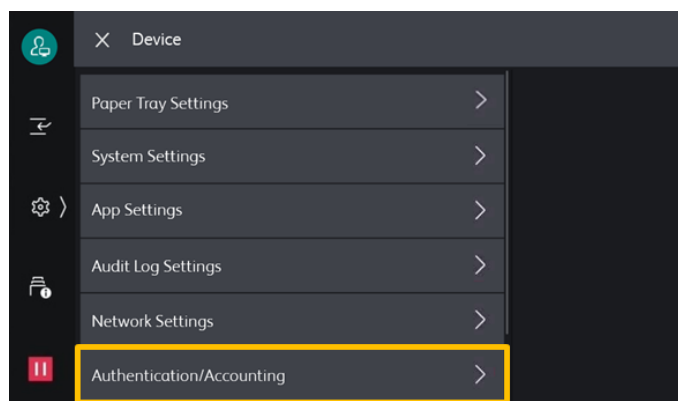 Device
Paper Tray Settings
System Settings
App Settings
Audit Log Settings
Network Settings
Authentication/Accounting